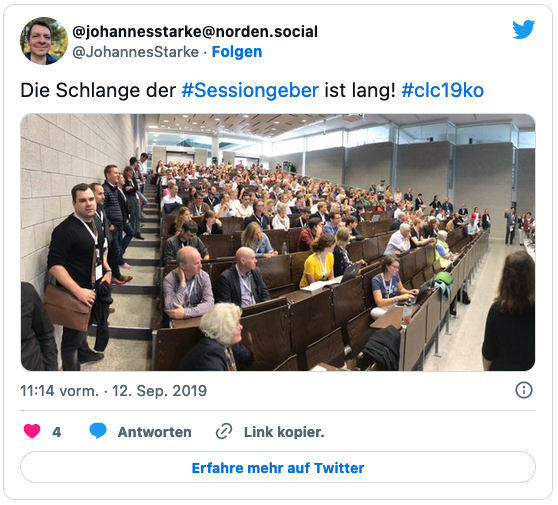 @johannesstarke@norden.social
@JohannesStarke · Folgen
Die Schlange der #Sessiongeber ist lang! #clc19ko
11:14 vorm. · 12. Sep. 2019
4 Antworten Link kopier.
Erfahre mehr auf Twitter